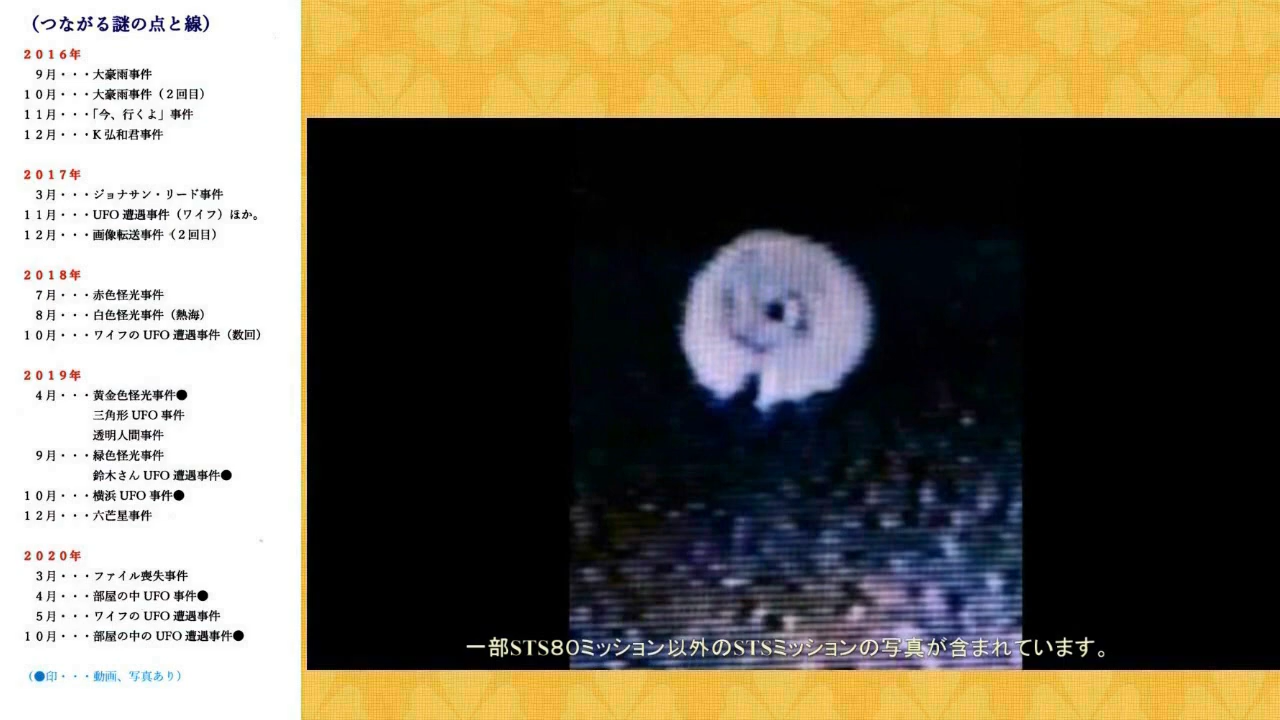 （つながる謎の点と線）
２０１６年
９月・・・大豪雨事件
１０月・・・大豪雨事件（２回目）
１１月・・・「今、行くよ」事件
１２月・・・K 弘和君事件
２０１７年
３月・・・ジョナサン・リード事件
１１月・・・UFO 遭遇事件（ワイフ）ほか。
１２月・・・画像転送事件（２回目）
２０１８年
７月・・・赤色怪光事件
８月・・・白色怪光事件（熱海）
１０月・・・ワイフの UFO 遭遇事件（数回）
２０１９年
４月・・・黄金色怪光事件●
三角形 UFO 事件
透明人間事件
９月・・・緑色怪光事件
鈴木さん UFO 遭遇事件●
１０月・・・横浜 UFO 事件●
１２月・・・六芒星事件
２０２０年
３月・・・ファイル喪失事件
４月・・・部屋の中 UFO 事件●
５月・・・ワイフの UFO 遭遇事件
１０月・・・部屋の中の UFO 遭遇事件●
（●印・・・動画、写真あり）
一部STS８０ミッション以外のSTSミッションの写真が含まれています。